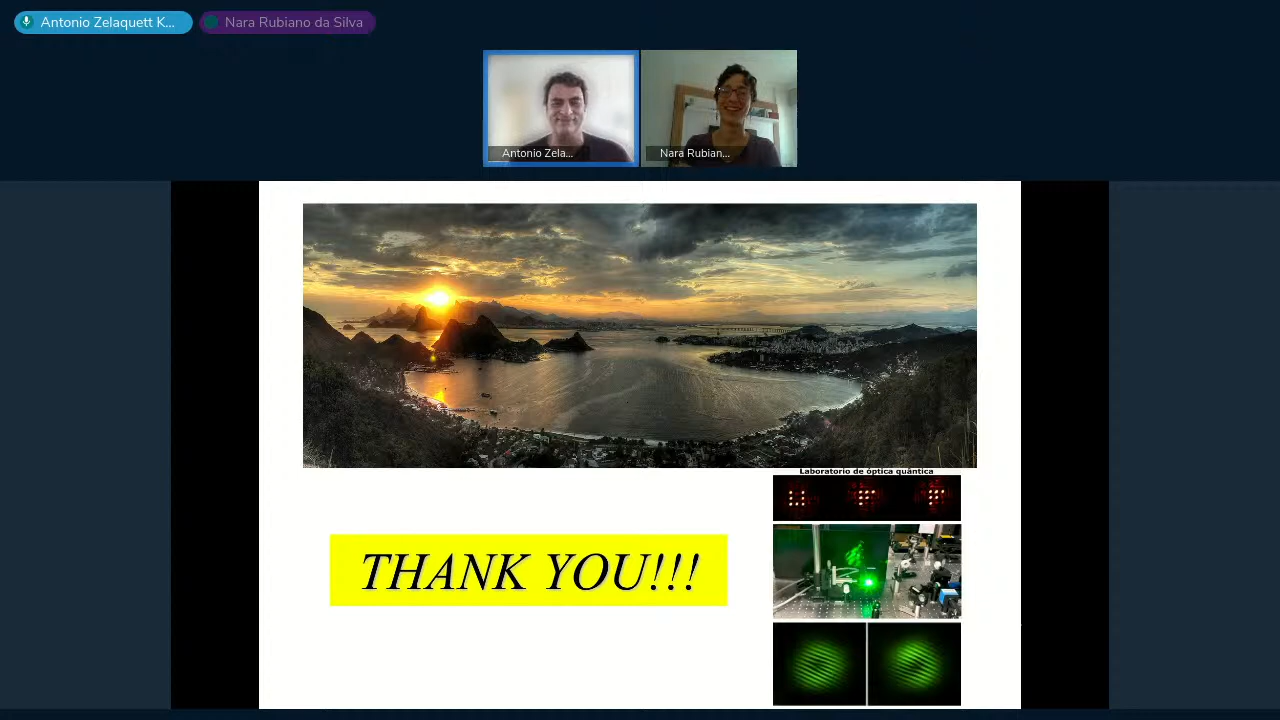 Antonio Zelaquett K...
Nara Rubiano da Silva
Antonio Zela...
Nara Rubian...
Laboratorio de óptica quântica
THANK YOU!!!